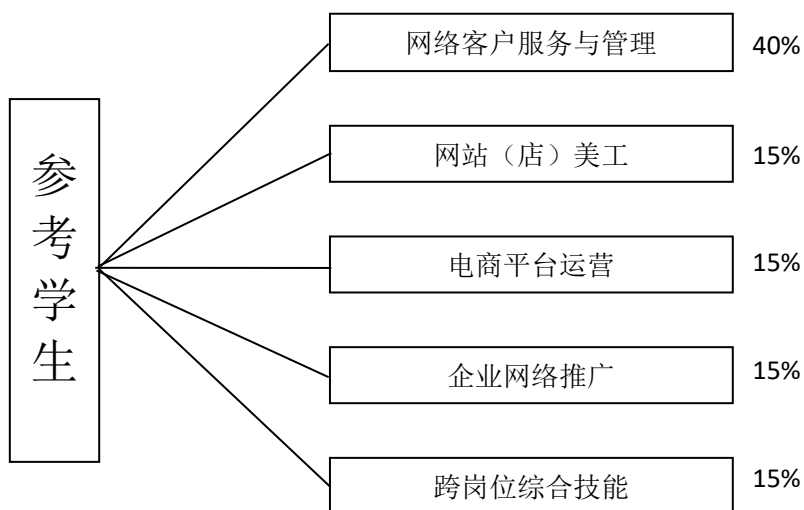 参考学生
网络客户服务与管理 40%
网站（店）美工 15%
电商平台运营 15%
企业网络推广 15%
跨岗位综合技能 15%